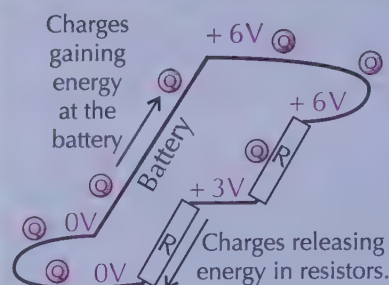 Charges
gaining
energy
at the
battery
+ 6V Q
Q
Q
+ 6V
Q R
Battery
Q
+ 3V
0V
Q
R
Charges releasing
energy in resistors.
Q 0V